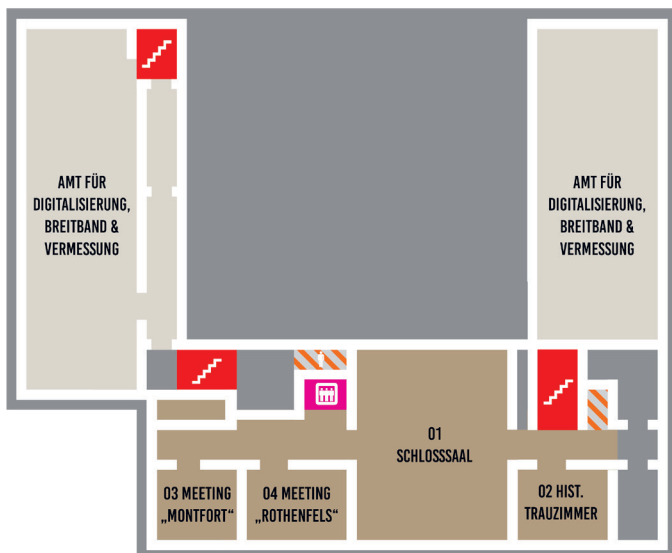 AMT FÜR
DIGITALISIERUNG,
BREITBAND &
VERMESSUNG
AMT FÜR
DIGITALISIERUNG,
BREITBAND &
VERMESSUNG
01
SCHLOSSSAAL
03 MEETING
„MONTFORT“
04 MEETING
„ROTHENFELS“
02 HIST.
TRAUZIMMER